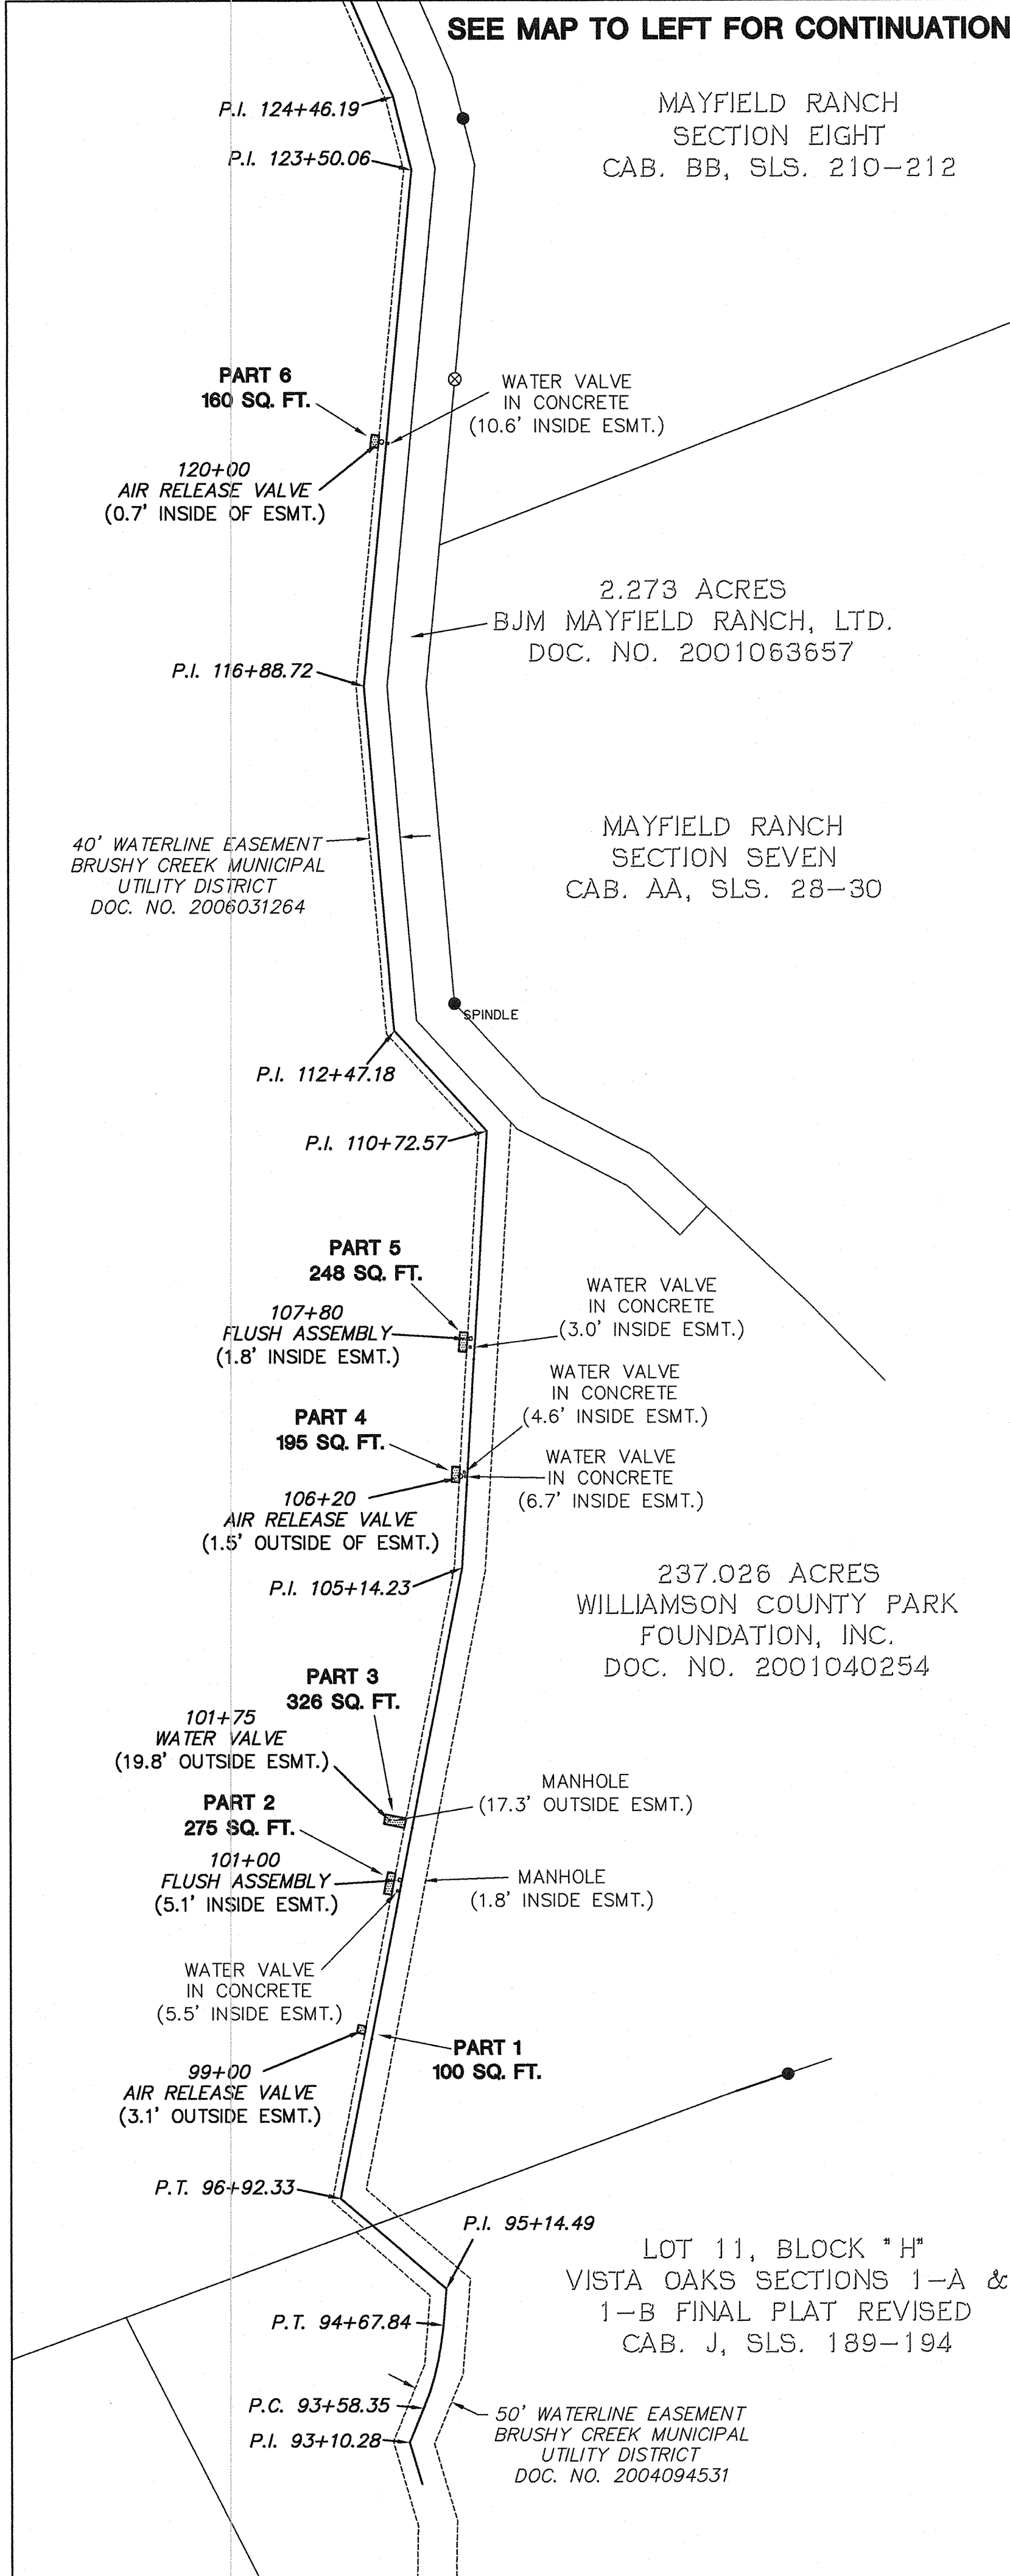 SEE MAP TO LEFT FOR CONTINUATION
P.I. 124+46.19
MAYFIELD RANCH
SECTION EIGHT
CAB. BB, SLS. 210-212
P.I. 123+50.06
PART 6
160 SQ. FT.
WATER VALVE
IN CONCRETE
(10.6' INSIDE ESMT.)
120+00
AIR RELEASE VALVE
(0.7' INSIDE OF ESMT.)
2.273 ACRES
BJM MAYFIELD RANCH, LTD.
DOC. NO. 2001063657
P.I. 116+88.72
40' WATERLINE EASEMENT
BRUSHY CREEK MUNICIPAL
UTILITY DISTRICT
DOC. NO. 2006031264
MAYFIELD RANCH
SECTION SEVEN
CAB. AA, SLS. 28-30
SPINDLE
P.I. 112+47.18
P.I. 110+72.57
PART 5
248 SQ. FT.
107+80
FLUSH ASSEMBLY
(1.8' INSIDE ESMT.)
WATER VALVE
IN CONCRETE
(3.0' INSIDE ESMT.)
WATER VALVE
IN CONCRETE
(4.6' INSIDE ESMT.)
PART 4
195 SQ. FT.
WATER VALVE
IN CONCRETE
(6.7' INSIDE ESMT.)
106+20
AIR RELEASE VALVE
(1.5' OUTSIDE OF ESMT.)
P.I. 105+14.23
237.026 ACRES
WILLIAMSON COUNTY PARK
FOUNDATION, INC.
DOC. NO. 2001040254
PART 3
326 SQ. FT.
101+75
WATER VALVE
(19.8' OUTSIDE ESMT.)
MANHOLE
(17.3' OUTSIDE ESMT.)
PART 2
275 SQ. FT.
101+00
FLUSH ASSEMBLY
(5.1' INSIDE ESMT.)
MANHOLE
(1.8' INSIDE ESMT.)
WATER VALVE
IN CONCRETE
(5.5' INSIDE ESMT.)
PART 1
100 SQ. FT.
99+00
AIR RELEASE VALVE
(3.1' OUTSIDE ESMT.)
P.T. 96+92.33
P.I. 95+14.49
LOT 11, BLOCK "H"
VISTA OAKS SECTIONS 1-A &
1-B FINAL PLAT REVISED
CAB. J, SLS. 189-194
P.T. 94+67.84
P.C. 93+58.35
P.I. 93+10.28
50' WATERLINE EASEMENT
BRUSHY CREEK MUNICIPAL
UTILITY DISTRICT
DOC. NO. 2004094531